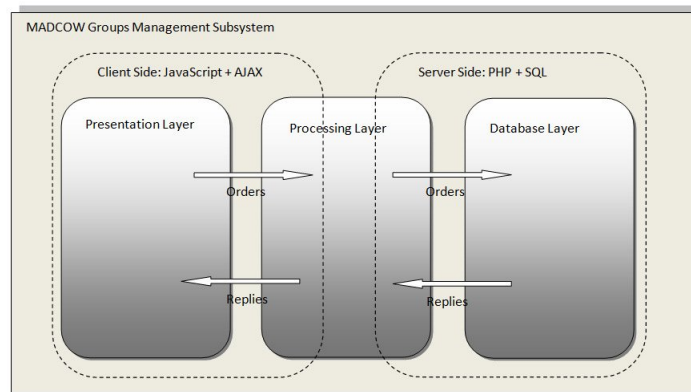 MADCOW Groups Management Subsystem
Client Side: JavaScript + AJAX
Server Side: PHP + SQL
Presentation Layer
Processing Layer
Database Layer
Orders
Orders
Replies
Replies